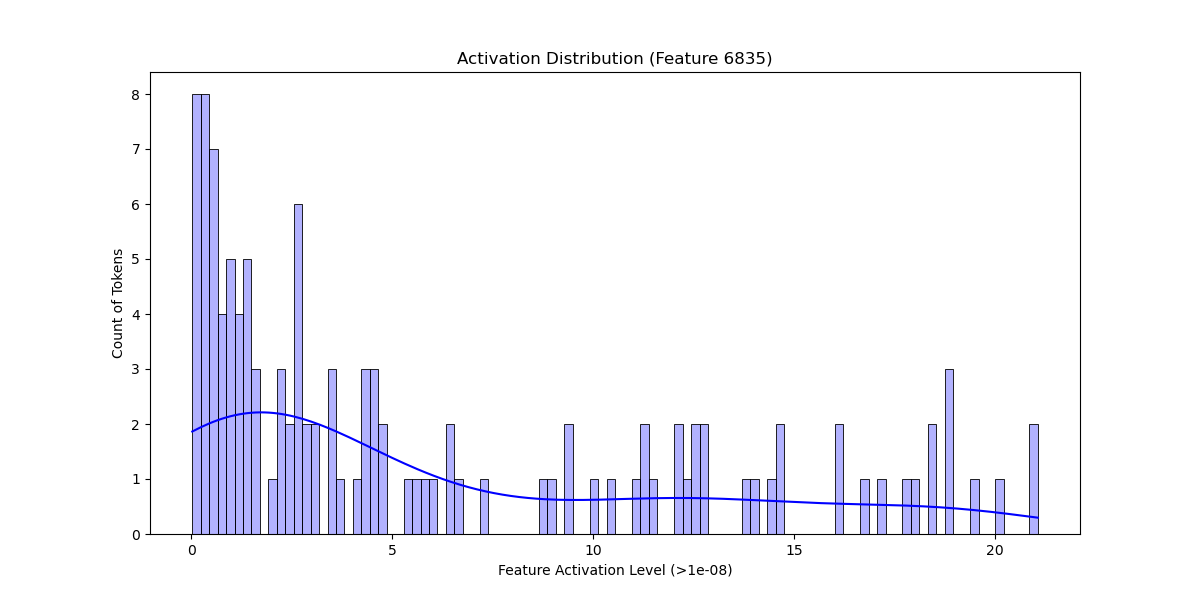 Activation Distribution (Feature 6835)
Count of Tokens
8
7
6
5
4
3
2
1
0
0 5 10 15 20
Feature Activation Level (>1e-08)